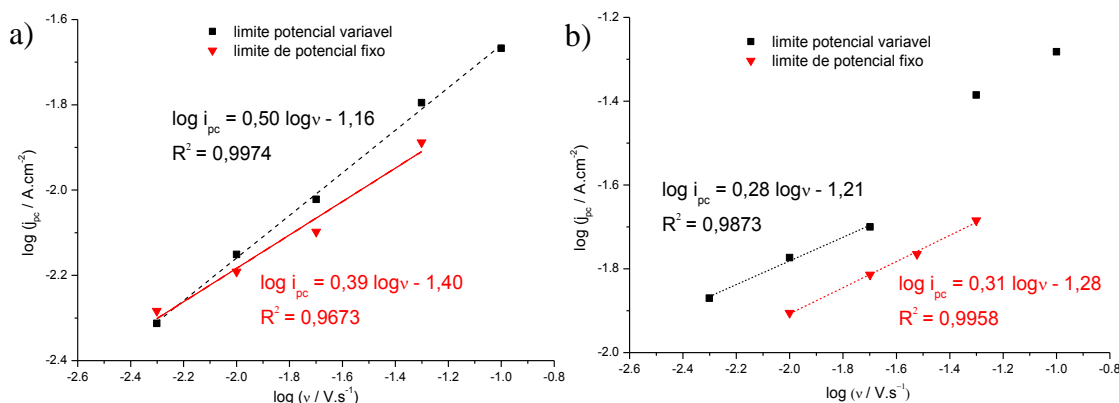 a)
limite potencial variavel
limite de potencial fixo
log i_pc = 0,50 logν - 1,16
R² = 0,9974
log i_pc = 0,39 logν - 1,40
R² = 0,9673
log (j_pc / A.cm⁻²)
-1.6
-1.8
-2.0
-2.2
-2.4
-2.6 -2.4 -2.2 -2.0 -1.8 -1.6 -1.4 -1.2 -1.0 -0.8
log (ν / V.s⁻¹)
b)
limite potencial variavel
limite de potencial fixo
log i_pc = 0,28 logν - 1,21
R² = 0,9873
log i_pc = 0,31 logν - 1,28
R² = 0,9958
log (j_pc / A.cm⁻²)
-1.2
-1.4
-1.6
-1.8
-2.0
-2.6 -2.4 -2.2 -2.0 -1.8 -1.6 -1.4 -1.2 -1.0 -0.8
log (ν / V.s⁻¹)